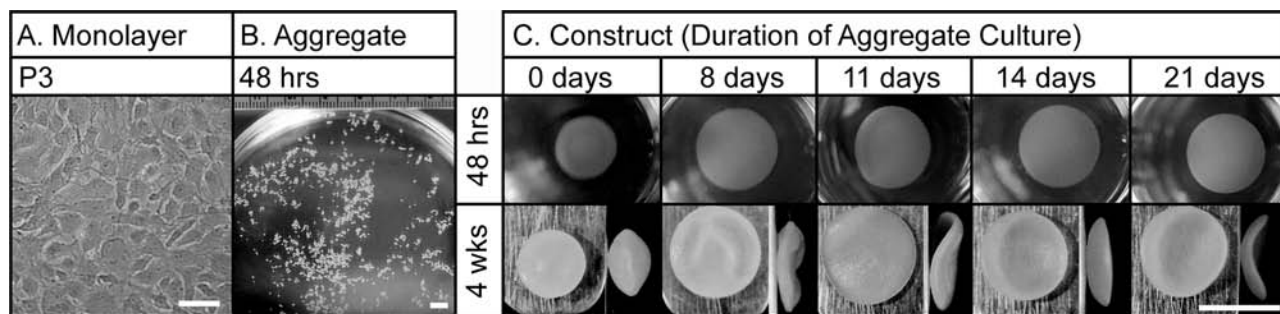 A. Monolayer
B. Aggregate
C. Construct (Duration of Aggregate Culture)
P3
48 hrs
0 days
8 days
11 days
14 days
21 days
48 hrs
4 wks